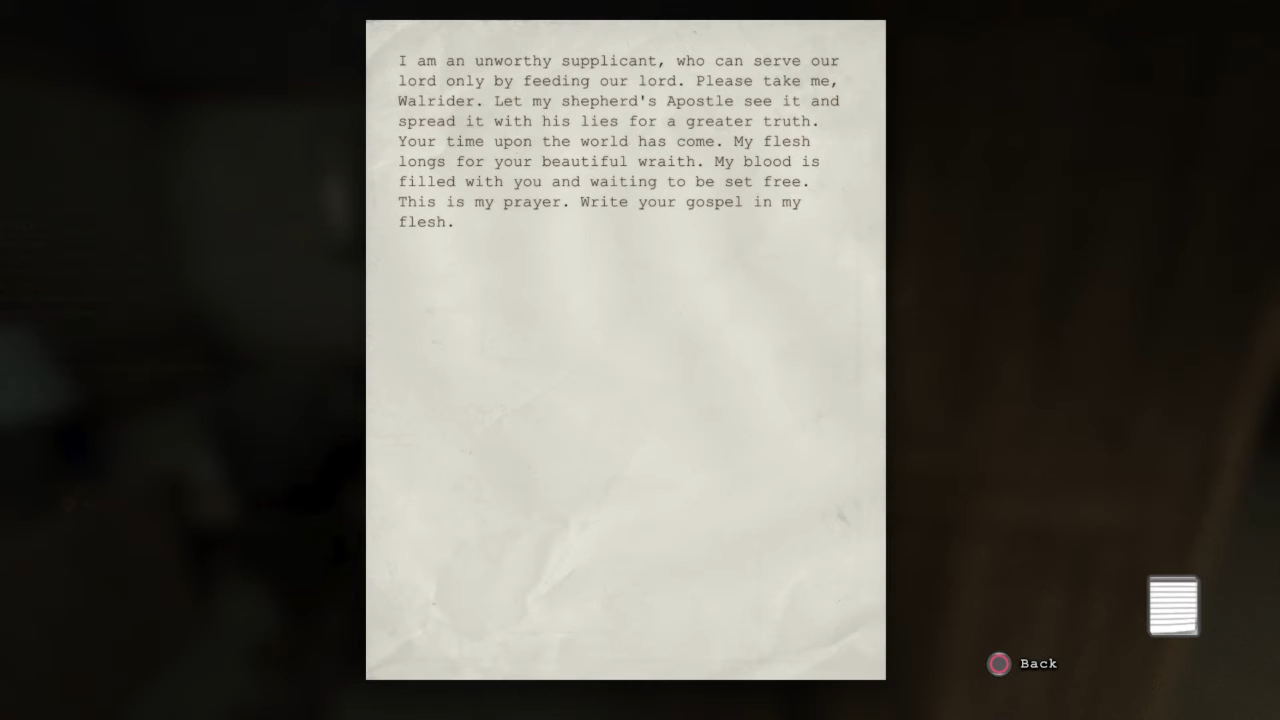 I am an unworthy supplicant, who can serve our
lord only by feeding our lord. Please take me,
Walrider. Let my shepherd's Apostle see it and
spread it with his lies for a greater truth.
Your time upon the world has come. My flesh
longs for your beautiful wraith. My blood is
filled with you and waiting to be set free.
This is my prayer. Write your gospel in my
flesh.
Back